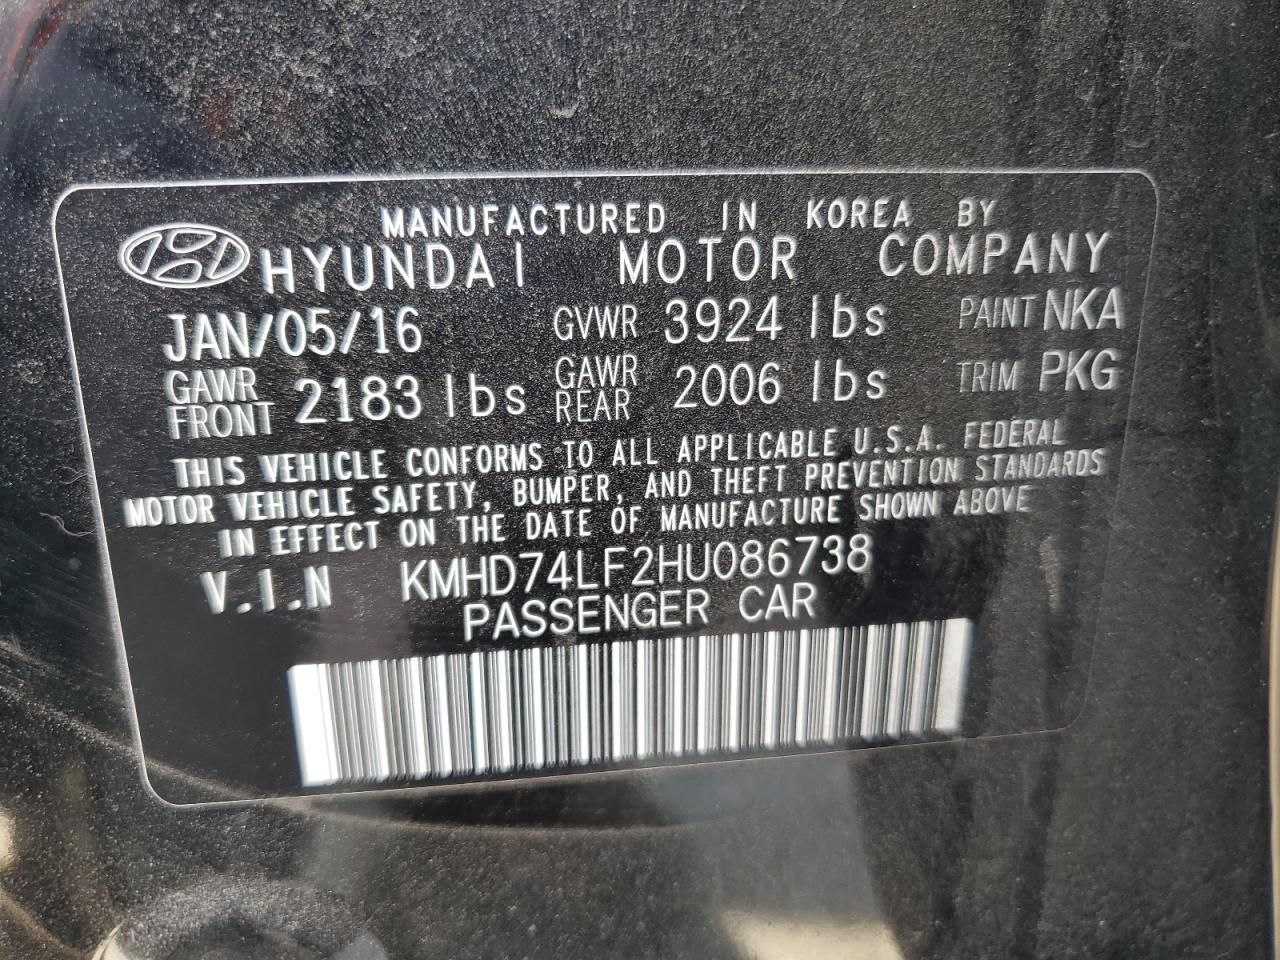 MANUFACTURED IN KOREA BY
HYUNDAI MOTOR COMPANY
JAN/05/16 GVWR 3924 lbs PAINT NKA
GAWR FRONT 2183 lbs GAWR REAR 2006 lbs TRIM PKG
THIS VEHICLE CONFORMS TO ALL APPLICABLE U.S.A. FEDERAL
MOTOR VEHICLE SAFETY, BUMPER, AND THEFT PREVENTION STANDARDS
IN EFFECT ON THE DATE OF MANUFACTURE SHOWN ABOVE
V.I.N KMHD74LF2HU086738
PASSENGER CAR